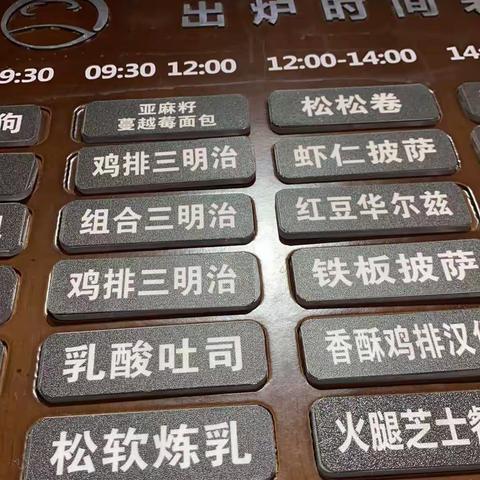 出炉时间
9:30
09:30 12:00
12:00-14:00
14:
狗
亚麻籽
蔓越莓面包
松松卷
鸡排三明治
虾仁披萨
组合三明治
红豆华尔兹
鸡排三明治
铁板披萨
乳酸吐司
香酥鸡排汉
松软炼乳
火腿芝士